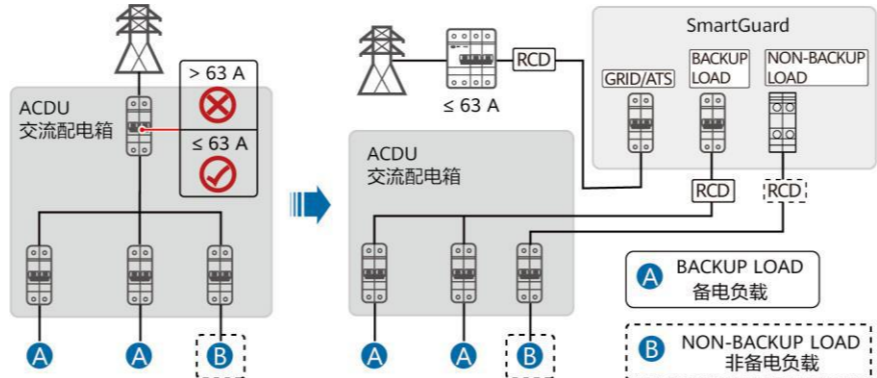 ACDU
交流配电箱
> 63 A
≤ 63 A
A
A
B
≤ 63 A
RCD
SmartGuard
GRID/ATS
BACKUP
LOAD
NON-BACKUP
LOAD
RCD
RCD
ACDU
交流配电箱
A
A
B
A
BACKUP LOAD
备电负载
B
NON-BACKUP LOAD
非备电负载